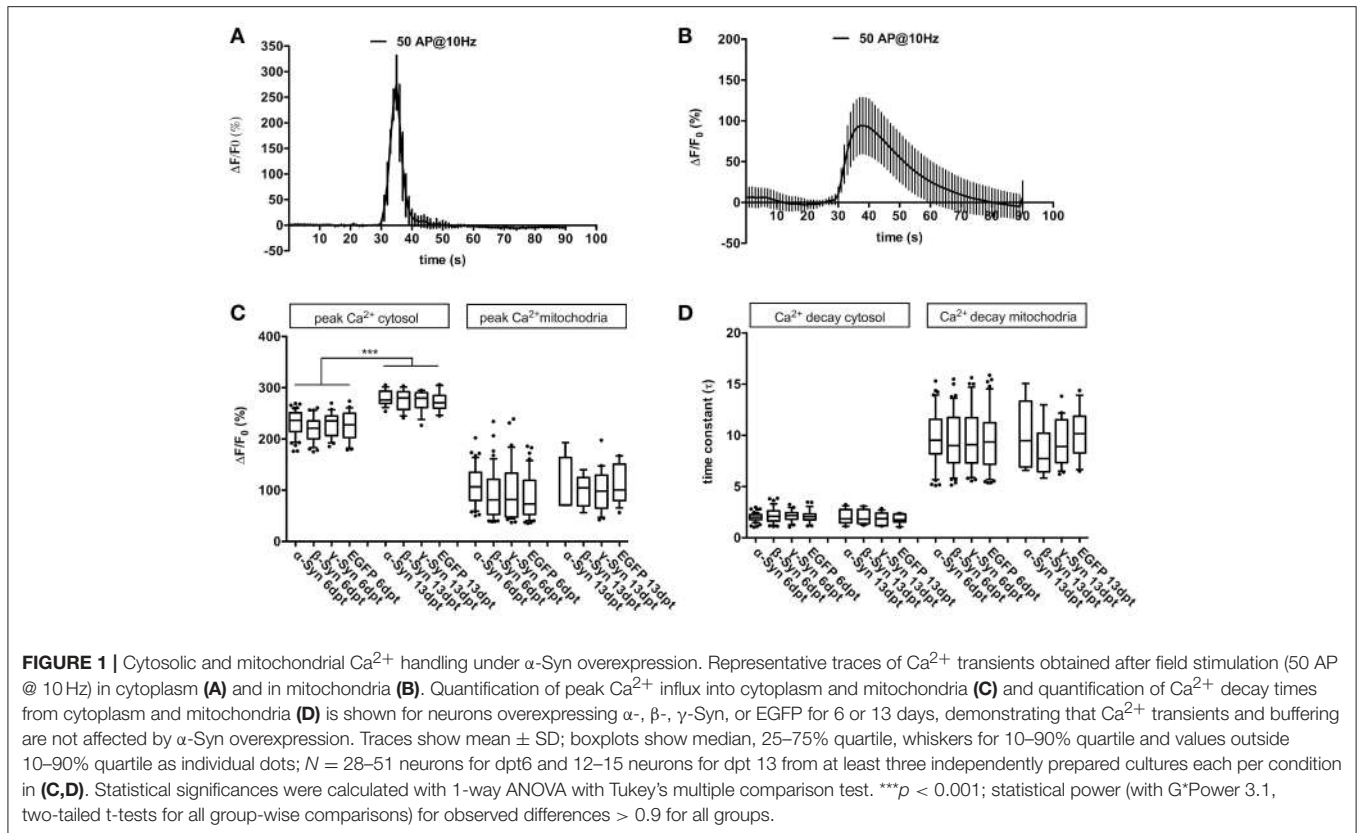 A
50 AP@10Hz
350
300
250
200
150
100
50
0
-50
ΔF/F0 (%)
10 20 30 40 50 60 70 80 90 100
time (s)
B
50 AP@10Hz
200
150
100
50
0
-50
ΔF/F₀ (%)
10 20 30 40 50 60 70 80 90 100
time (s)
C
peak Ca²⁺ cytosol
peak Ca²⁺mitochodria
400
300
200
100
0
ΔF/F₀ (%)
***
α-Syn 6dpt
β-Syn 6dpt
γ-Syn 6dpt
EGFP 6dpt
α-Syn 13dpt
β-Syn 13dpt
γ-Syn 13dpt
EGFP 13dpt
α-Syn 6dpt
β-Syn 6dpt
γ-Syn 6dpt
EGFP 6dpt
α-Syn 13dpt
β-Syn 13dpt
γ-Syn 13dpt
EGFP 13dpt
D
Ca²⁺ decay cytosol
Ca²⁺ decay mitochodria
20
15
10
5
0
time constant (τ)
α-Syn 6dpt
β-Syn 6dpt
γ-Syn 6dpt
EGFP 6dpt
α-Syn 13dpt
β-Syn 13dpt
γ-Syn 13dpt
EGFP 13dpt
α-Syn 6dpt
β-Syn 6dpt
γ-Syn 6dpt
EGFP 6dpt
α-Syn 13dpt
β-Syn 13dpt
γ-Syn 13dpt
EGFP 13dpt
FIGURE 1 | Cytosolic and mitochondrial Ca²⁺ handling under α-Syn overexpression. Representative traces of Ca²⁺ transients obtained after field stimulation (50 AP
@ 10 Hz) in cytoplasm (A) and in mitochondria (B). Quantification of peak Ca²⁺ influx into cytoplasm and mitochondria (C) and quantification of Ca²⁺ decay times
from cytoplasm and mitochondria (D) is shown for neurons overexpressing α-, β-, γ-Syn, or EGFP for 6 or 13 days, demonstrating that Ca²⁺ transients and buffering
are not affected by α-Syn overexpression. Traces show mean ± SD; boxplots show median, 25–75% quartile, whiskers for 10–90% quartile and values outside
10–90% quartile as individual dots; N = 28–51 neurons for dpt6 and 12–15 neurons for dpt 13 from at least three independently prepared cultures each per condition
in (C,D). Statistical significances were calculated with 1-way ANOVA with Tukey's multiple comparison test. ***p < 0.001; statistical power (with G*Power 3.1,
two-tailed t-tests for all group-wise comparisons) for observed differences > 0.9 for all groups.